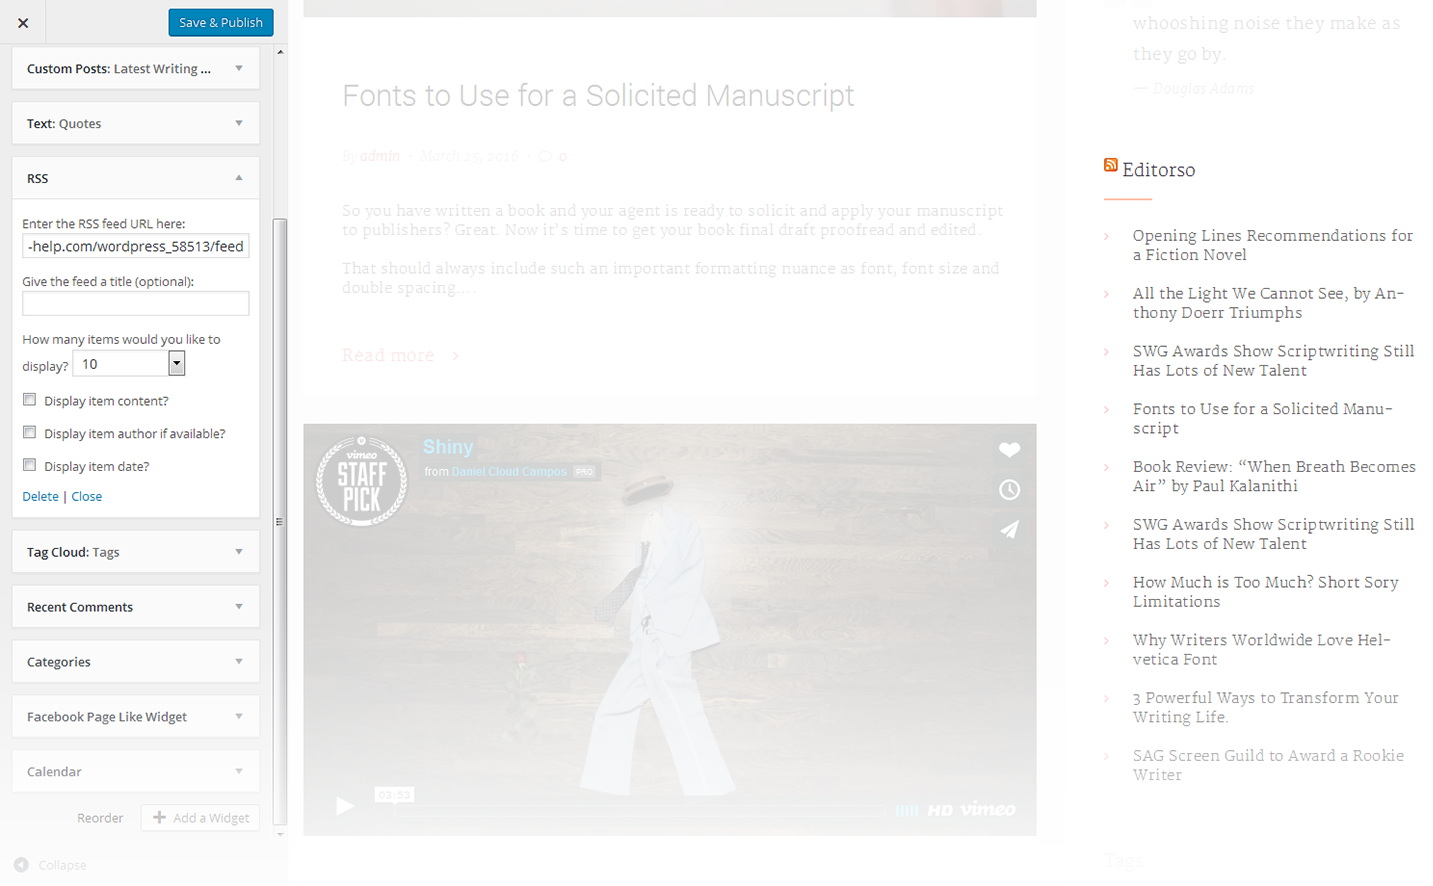 Save & Publish
Custom Posts: Latest Writing ...
Text: Quotes
RSS
Enter the RSS feed URL here:
-help.com/wordpress_58513/feed
Give the feed a title (optional):
How many items would you like to
display? 10
Display item content?
Display item author if available?
Display item date?
Delete | Close
Tag Cloud: Tags
Recent Comments
Categories
Facebook Page Like Widget
Calendar
Reorder
Add a Widget
Collapse
Fonts to Use for a Solicited Manuscript
By admin · March 25, 2016 · 0
So you have written a book and your agent is ready to solicit and apply your manuscript
to publishers? Great. Now it's time to get your book final draft proofread and edited.
That should always include such an important formatting nuance as font, font size and
double spacing....
Read more
vimeo
STAFF
PICK
Shiny
from Daniel Cloud Campos PRO
03:53
HD vimeo
whooshing noise they make as
they go by.
— Douglas Adams
Editorso
Opening Lines Recommendations for
a Fiction Novel
All the Light We Cannot See, by An-
thony Doerr Triumphs
SWG Awards Show Scriptwriting Still
Has Lots of New Talent
Fonts to Use for a Solicited Manu-
script
Book Review: “When Breath Becomes
Air” by Paul Kalanithi
SWG Awards Show Scriptwriting Still
Has Lots of New Talent
How Much is Too Much? Short Sory
Limitations
Why Writers Worldwide Love Hel-
vetica Font
3 Powerful Ways to Transform Your
Writing Life.
SAG Screen Guild to Award a Rookie
Writer
Tags